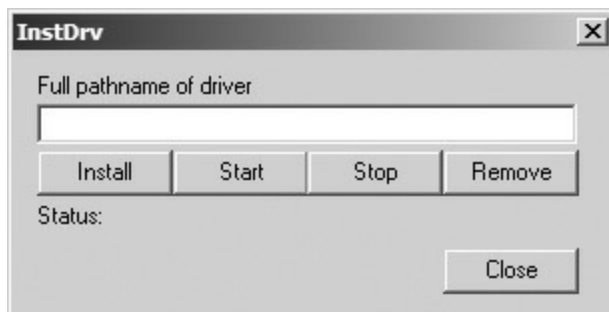 InstDrv
Full pathname of driver
Install Start Stop Remove
Status:
Close